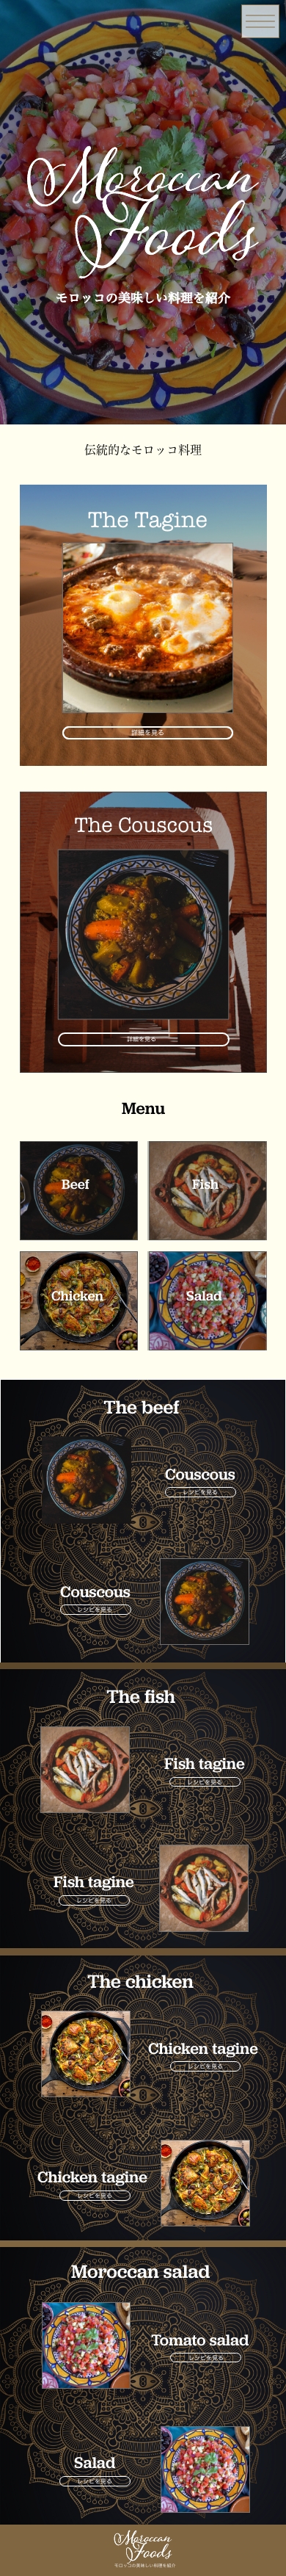 Moroccan
Foods
モロッコの美味しい料理を紹介
伝統的なモロッコ料理
The Tagine
詳細を見る
The Couscous
詳細を見る
Menu
Beef
Fish
Chicken
Salad
The beef
Couscous
レシピを見る
Couscous
レシピを見る
The fish
Fish tagine
レシピを見る
Fish tagine
レシピを見る
The chicken
Chicken tagine
レシピを見る
Chicken tagine
レシピを見る
Moroccan salad
Tomato salad
レシピを見る
Salad
レシピを見る
Moroccan
Foods
モロッコの美味しい料理を紹介